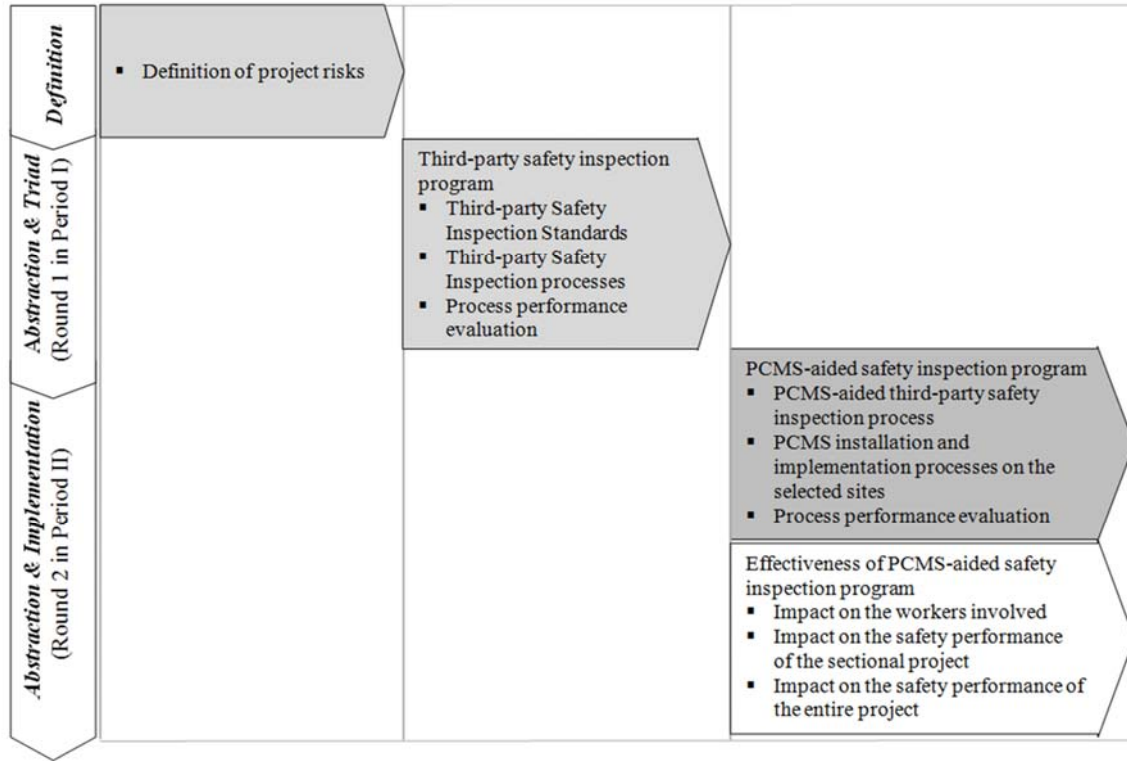 Definition
▪ Definition of project risks
Abstraction & Triad
(Round 1 in Period I)
Third-party safety inspection
program
▪ Third-party Safety
Inspection Standards
▪ Third-party Safety
Inspection processes
▪ Process performance
evaluation
Abstraction & Implementation
(Round 2 in Period II)
PCMS-aided safety inspection program
▪ PCMS-aided third-party safety
inspection process
▪ PCMS installation and
implementation processes on the
selected sites
▪ Process performance evaluation
Effectiveness of PCMS-aided safety
inspection program
▪ Impact on the workers involved
▪ Impact on the safety performance
of the sectional project
▪ Impact on the safety performance of
the entire project